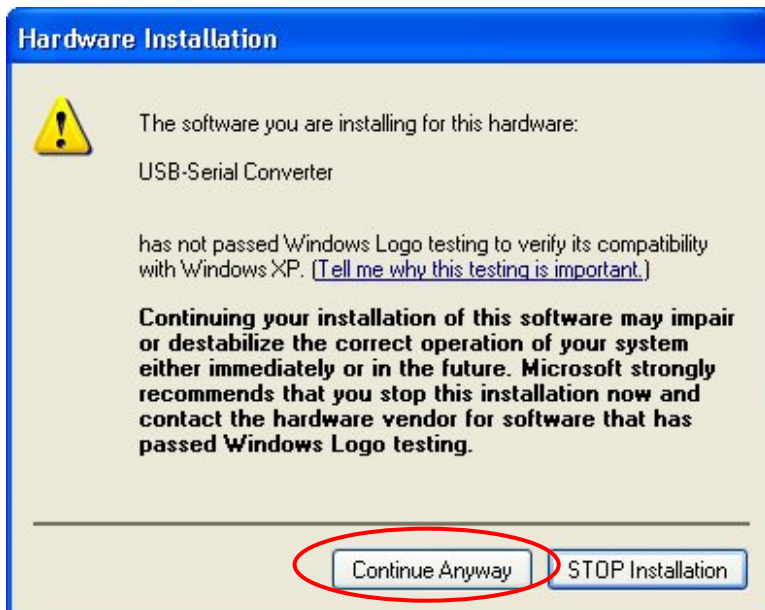 Hardware Installation
The software you are installing for this hardware:
USB-Serial Converter
has not passed Windows Logo testing to verify its compatibility
with Windows XP. (Tell me why this testing is important.)
Continuing your installation of this software may impair
or destabilize the correct operation of your system
either immediately or in the future. Microsoft strongly
recommends that you stop this installation now and
contact the hardware vendor for software that has
passed Windows Logo testing.
Continue Anyway
STOP Installation